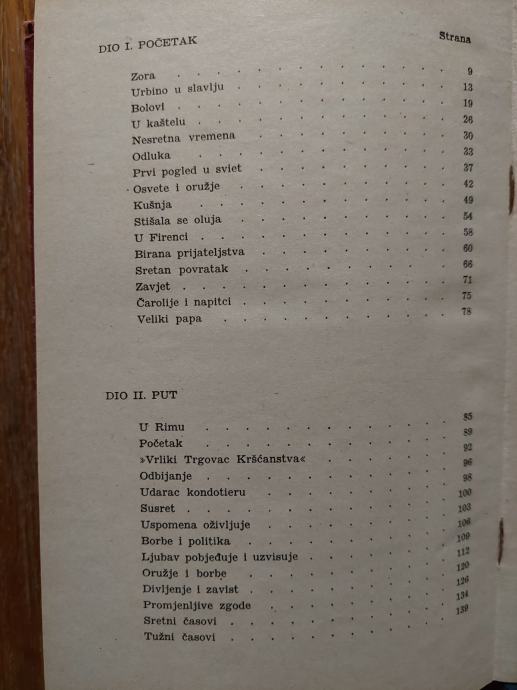 DIO I. POČETAK Strana
Zora . . . . . . . . . . . 9
Urbino u slavlju . . . . . . . . . 13
Bolovi . . . . . . . . . . . 19
U kaštelu . . . . . . . . . . 26
Nesretna vremena . . . . . . . . 30
Odluka . . . . . . . . . . 33
Prvi pogled u sviet . . . . . . . . 37
Osvete i oružje . . . . . . . . . 42
Kušnja . . . . . . . . . . 49
Stišala se oluja . . . . . . . . . 54
U Firenci . . . . . . . . . . 58
Birana prijateljstva . . . . . . . . 60
Sretan povratak . . . . . . . . . 66
Zavjet . . . . . . . . . . . 71
Čarolije i napitci . . . . . . . . . 75
Veliki papa . . . . . . . . . 78
DIO II. PUT
U Rimu . . . . . . . . . . 85
Početak . . . . . . . . . . 89
»Vrliki Trgovac Kršćanstva« . . . . . 92
Odbijanje . . . . . . . . . . 96
Udarac kondotieru . . . . . . . . 98
Susret . . . . . . . . . . . 100
Uspomena oživljuje . . . . . . . . 103
Borbe i politika . . . . . . . . . 106
Ljubav pobjeđuje i uzvisuje . . . . . . 109
Oružje i borbe . . . . . . . . . 112
Divljenje i zavist . . . . . . . . . 120
Promjenljive zgode . . . . . . . . 126
Sretni časovi . . . . . . . . . 134
Tužni časovi . . . . . . . . . 139